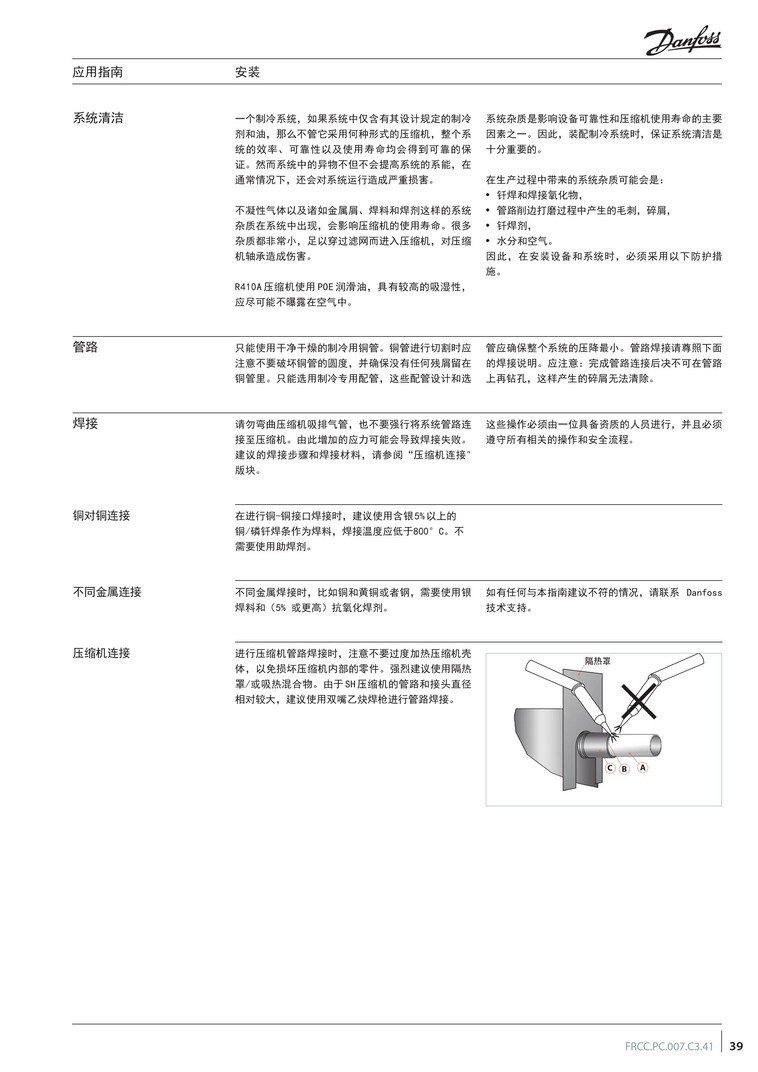 Danfoss
应用指南
安装
系统清洁
一个制冷系统，如果系统中仅含有其设计规定的制冷
剂和油，那么不管它采用何种形式的压缩机，整个系
统的效率、可靠性以及使用寿命均会得到可靠的保
证。然而系统中的异物不但不会提高系统的系能，在
通常情况下，还会对系统运行造成严重损害。
不凝性气体以及诸如金属屑、焊料和焊剂这样的系统
杂质在系统中出现，会影响压缩机的使用寿命。很多
杂质都非常小，足以穿过滤网而进入压缩机，对压缩
机轴承造成伤害。
R410A压缩机使用POE润滑油，具有较高的吸湿性，
应尽可能不曝露在空气中。
系统杂质是影响设备可靠性和压缩机使用寿命的主要
因素之一。因此，装配制冷系统时，保证系统清洁是
十分重要的。
在生产过程中带来的系统杂质可能会是：
• 钎焊和焊接氧化物，
• 管路削边打磨过程中产生的毛刺，碎屑，
• 钎焊剂，
• 水分和空气。
因此，在安装设备和系统时，必须采用以下防护措
施。
管路
只能使用干净干燥的制冷用铜管。铜管进行切割时应
注意不要破坏铜管的圆度，并确保没有任何残屑留在
铜管里。只能选用制冷专用配管，这些配管设计和选
管应确保整个系统的压降最小。管路焊接请尊照下面
的焊接说明。应注意：完成管路连接后决不可在管路
上再钻孔，这样产生的碎屑无法清除。
焊接
请勿弯曲压缩机吸排气管，也不要强行将系统管路连
接至压缩机。由此增加的应力可能会导致焊接失败。
建议的焊接步骤和焊接材料，请参阅“压缩机连接"
版块。
这些操作必须由一位具备资质的人员进行，并且必须
遵守所有相关的操作和安全流程。
铜对铜连接
在进行铜-铜接口焊接时，建议使用含银5%以上的
铜/磷钎焊条作为焊料，焊接温度应低于800°C。不
需要使用助焊剂。
不同金属连接
不同金属焊接时，比如铜和黄铜或者钢，需要使用银
焊料和（5% 或更高）抗氧化焊剂。
如有任何与本指南建议不符的情况，请联系 Danfoss
技术支持。
压缩机连接
进行压缩机管路焊接时，注意不要过度加热压缩机壳
体，以免损坏压缩机内部的零件。强烈建议使用隔热
罩/或吸热混合物。由于SH压缩机的管路和接头直径
相对较大，建议使用双嘴乙炔焊枪进行管路焊接。
隔热罩
C B A
FRCC.PC.007.C3.41 39